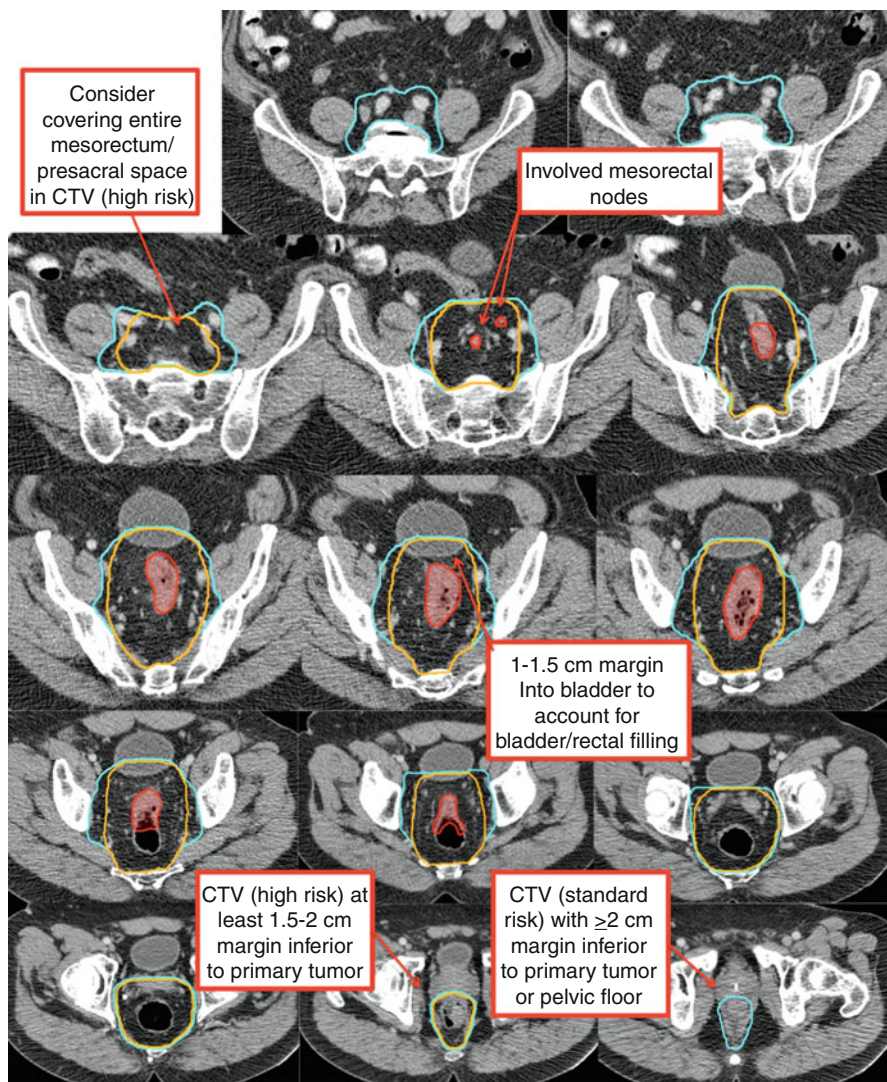 Consider
covering entire
mesorectum/
presacral space
in CTV (high risk)
Involved mesorectal
nodes
1-1.5 cm margin
Into bladder to
account for
bladder/rectal filling
CTV (high risk) at
least 1.5-2 cm
margin inferior
to primary tumor
CTV (standard
risk) with ≥2 cm
margin inferior
to primary tumor
or pelvic floor